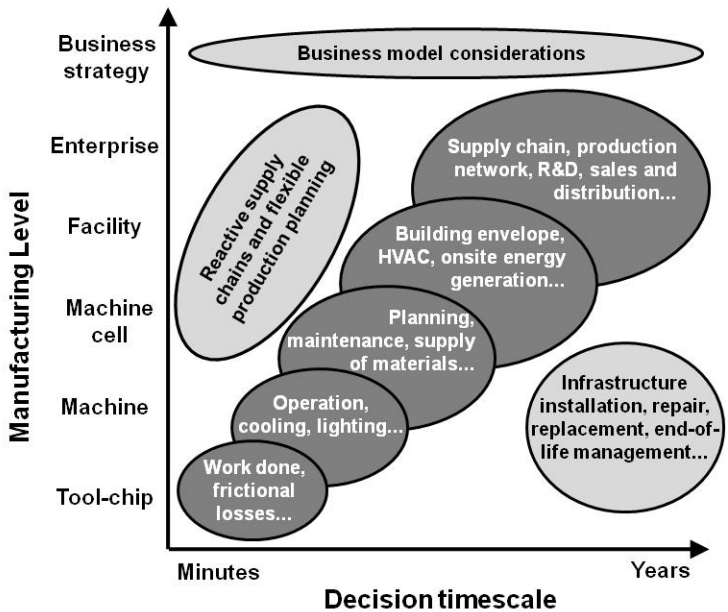 Business
strategy
Business model considerations
Enterprise
Supply chain, production
network, R&D, sales and
distribution...
Reactive supply
chains and flexible
production planning
Facility
Building envelope,
HVAC, onsite energy
generation...
Manufacturing Level
Machine
cell
Planning,
maintenance, supply
of materials...
Machine
Operation,
cooling, lighting...
Infrastructure
installation, repair,
replacement, end-of-
life management...
Tool-chip
Work done,
frictional
losses...
Minutes
Years
Decision timescale